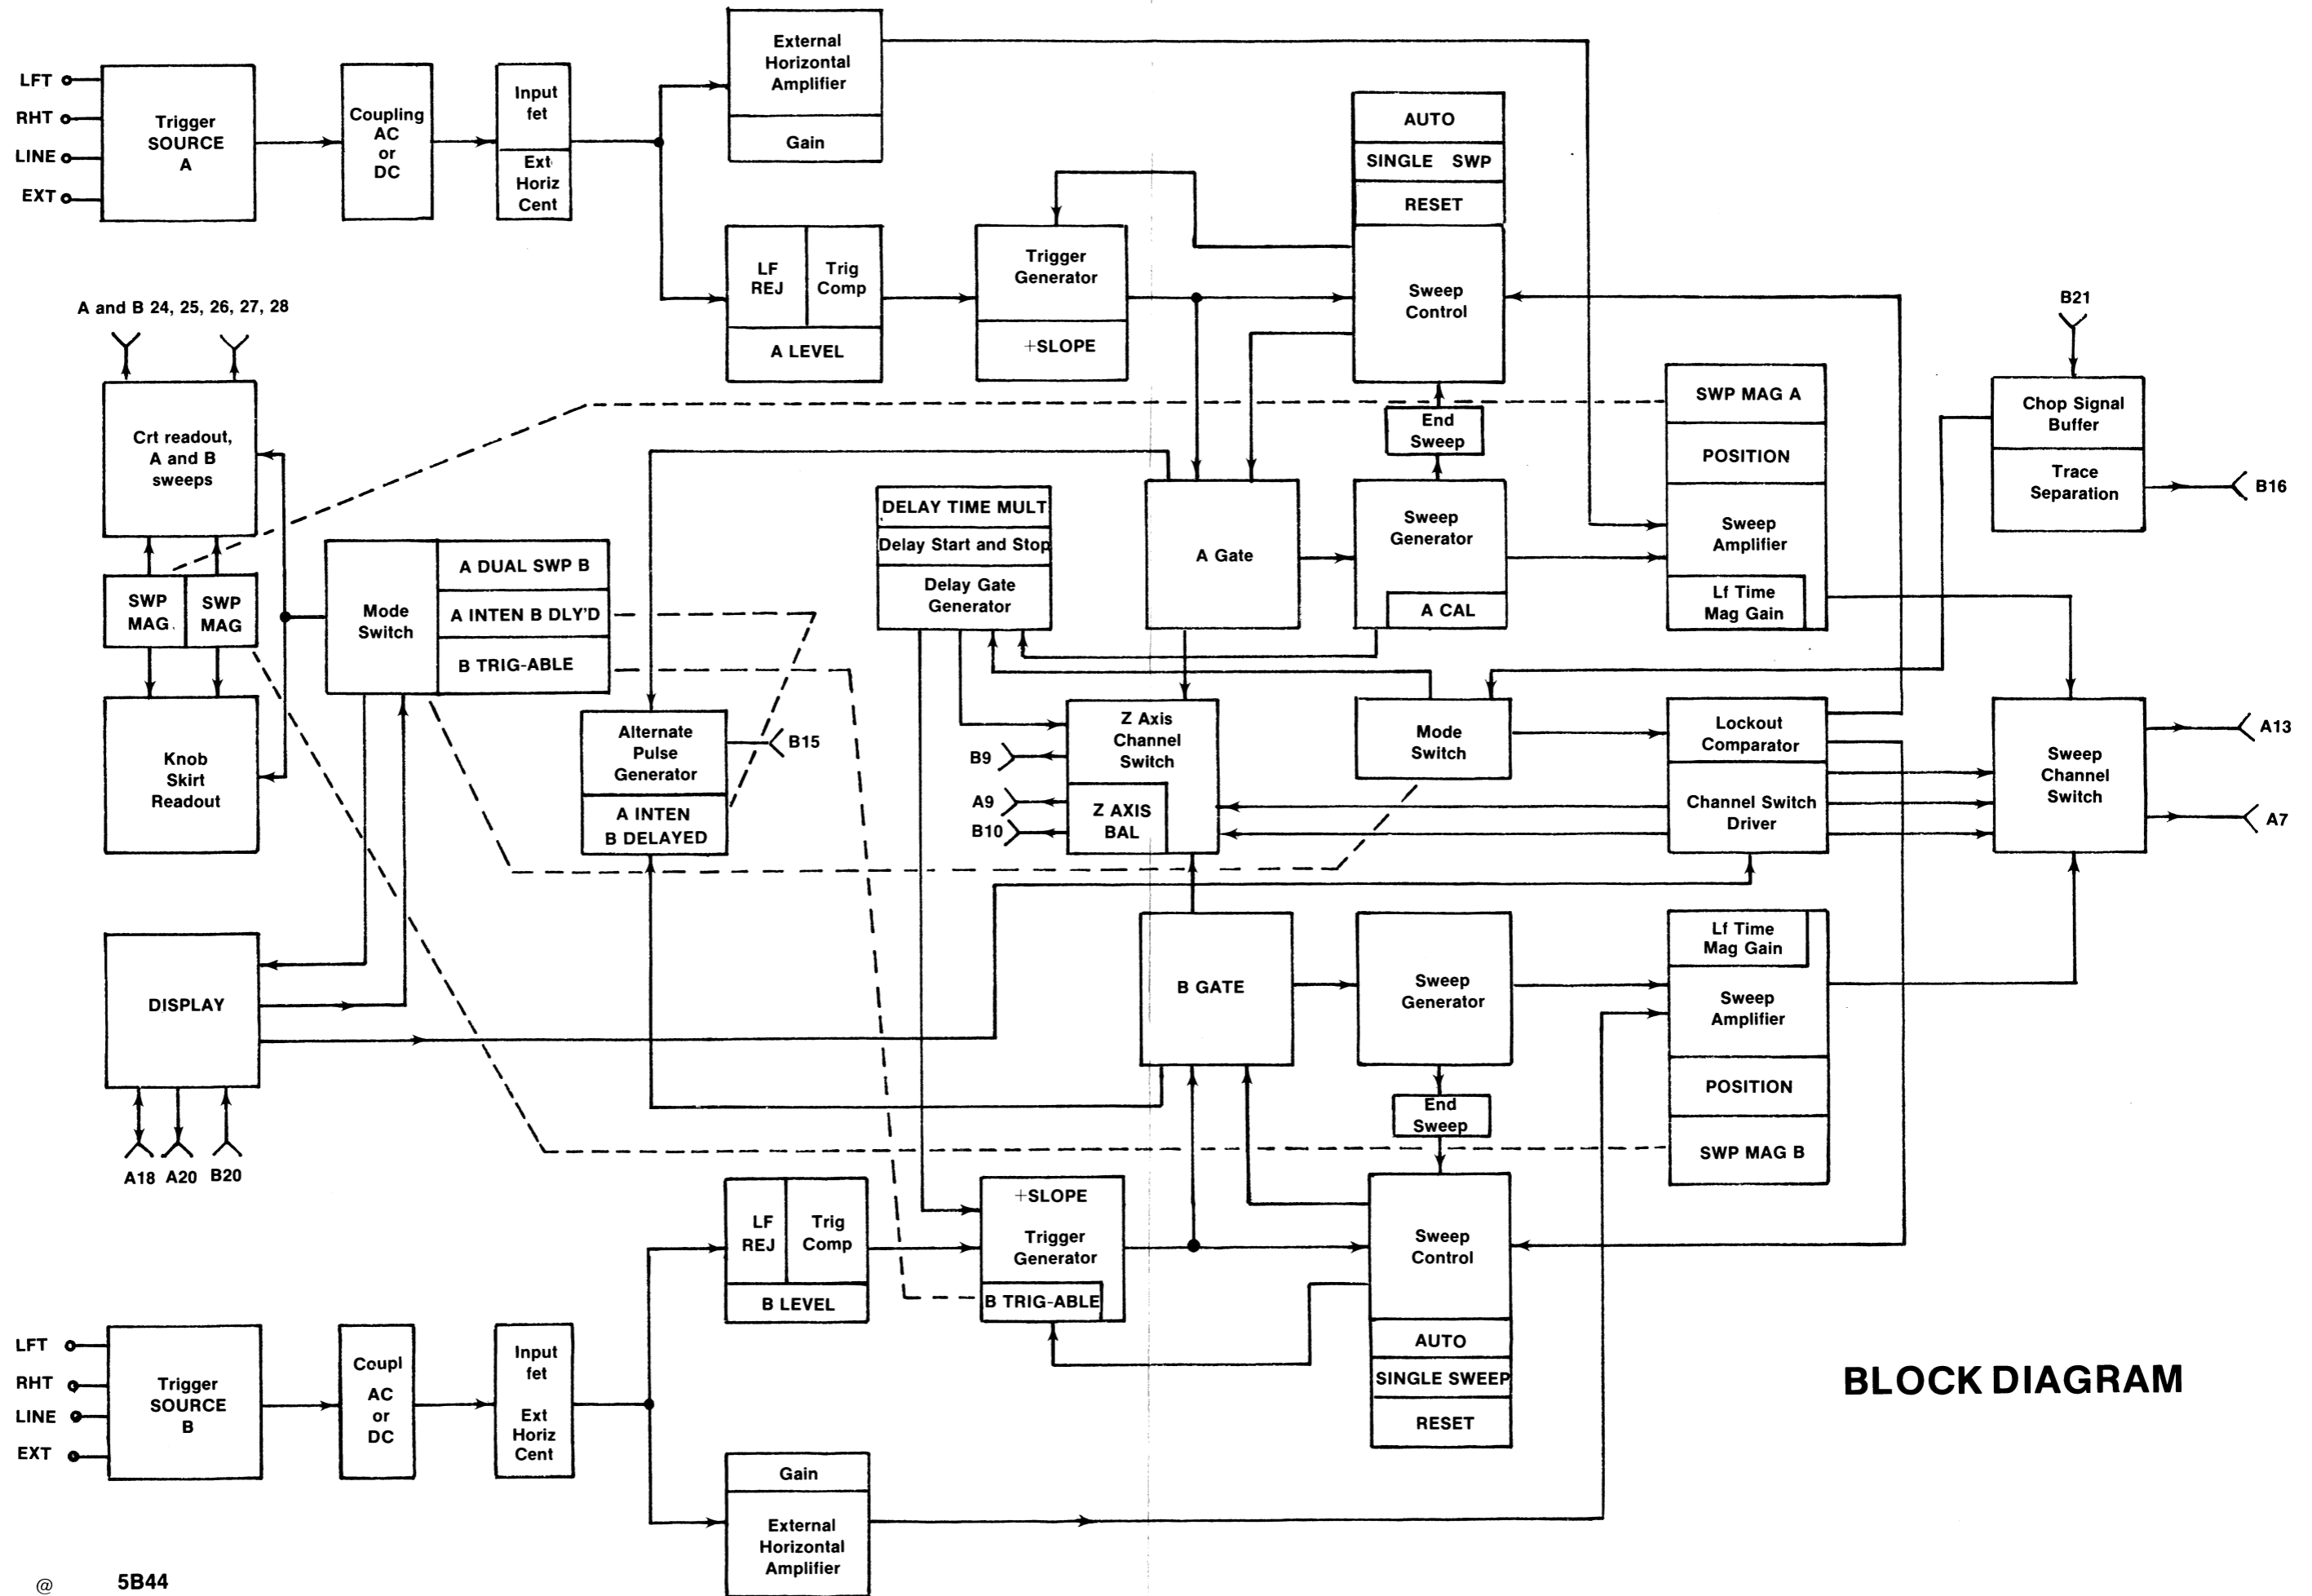 External
Horizontal
Amplifier
Gain
LFT
RHT
LINE
EXT
Trigger
SOURCE
A
Coupling
AC
or
DC
Input
fet
Ext
Horiz
Cent
AUTO
SINGLE SWP
RESET
Sweep
Control
LF
REJ
Trig
Comp
A LEVEL
Trigger
Generator
+SLOPE
A and B 24, 25, 26, 27, 28
Crt readout,
A and B
sweeps
SWP
MAG
SWP
MAG
Knob
Skirt
Readout
Mode
Switch
A DUAL SWP B
A INTEN B DLY'D
B TRIG-ABLE
End
Sweep
DELAY TIME MULT
Delay Start and Stop
Delay Gate
Generator
A Gate
Sweep
Generator
A CAL
SWP MAG A
POSITION
Sweep
Amplifier
Lf Time
Mag Gain
B21
Chop Signal
Buffer
Trace
Separation
B16
Alternate
Pulse
Generator
A INTEN
B DELAYED
B15
Z Axis
Channel
Switch
Z AXIS
BAL
B9
A9
B10
Mode
Switch
Lockout
Comparator
Channel Switch
Driver
Sweep
Channel
Switch
A13
A7
DISPLAY
A18 A20 B20
B GATE
Sweep
Generator
End
Sweep
Lf Time
Mag Gain
Sweep
Amplifier
POSITION
SWP MAG B
LF
REJ
Trig
Comp
B LEVEL
+SLOPE
Trigger
Generator
B TRIG-ABLE
Sweep
Control
AUTO
SINGLE SWEEP
RESET
LFT
RHT
LINE
EXT
Trigger
SOURCE
B
Coupl
AC
or
DC
Input
fet
Ext
Horiz
Cent
Gain
External
Horizontal
Amplifier
BLOCK DIAGRAM
@ 5B44